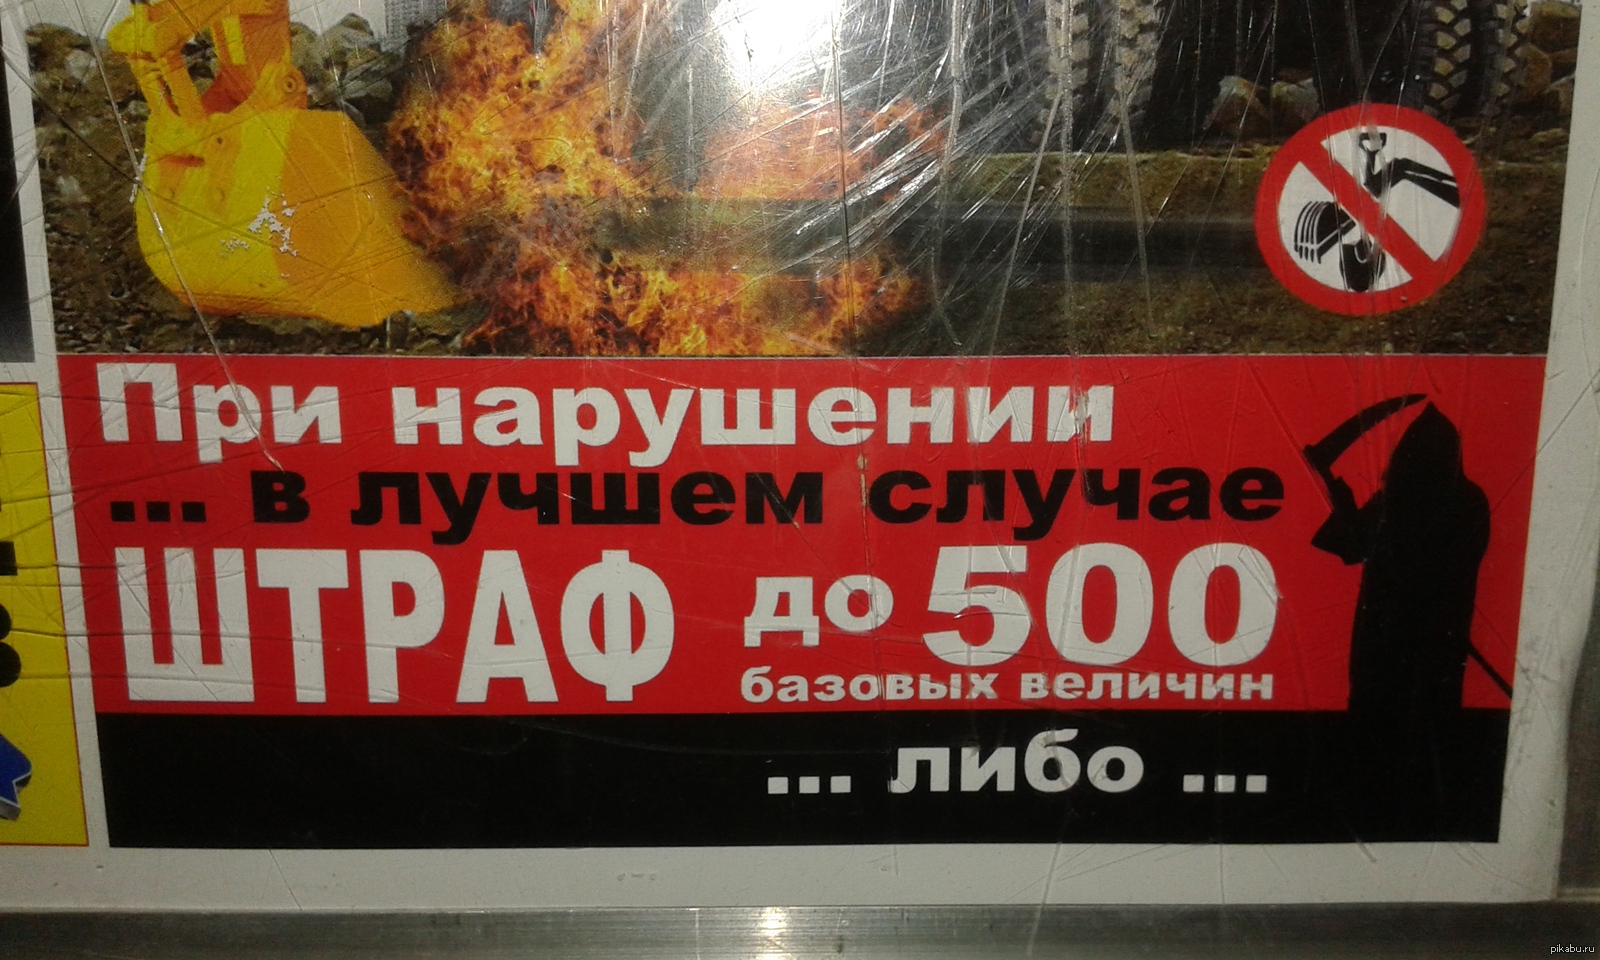 При нарушении
... в лучшем случае
ШТРАФ до 500
базовых величин
... либо ...
pikabu.ru